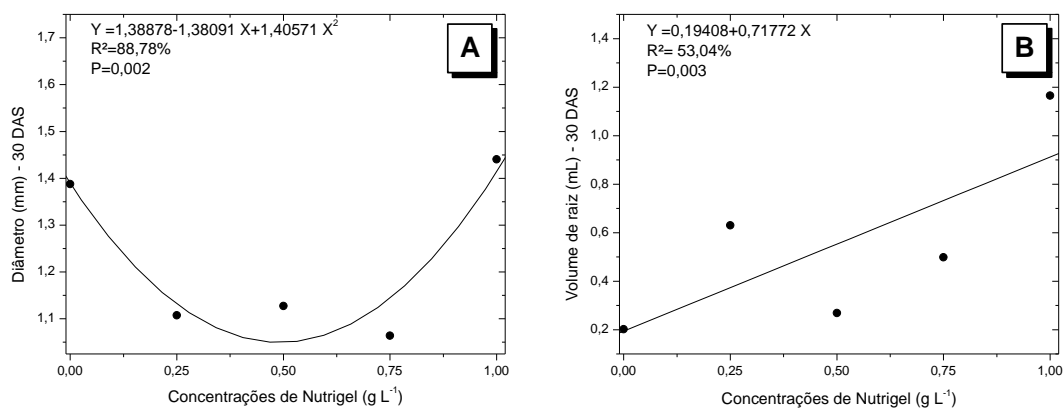 Y =1,38878-1,38091 X+1,40571 X²
R²=88,78%
P=0,002
A
1,7
1,6
1,5
1,4
1,3
1,2
1,1
Diâmetro (mm) - 30 DAS
0,00 0,25 0,50 0,75 1,00
Concentrações de Nutrigel (g L⁻¹)
Y =0,19408+0,71772 X
R²= 53,04%
P=0,003
B
1,4
1,2
1,0
0,8
0,6
0,4
0,2
Volume de raiz (mL) - 30 DAS
0,00 0,25 0,50 0,75 1,00
Concentrações de Nutrigel (g L⁻¹)